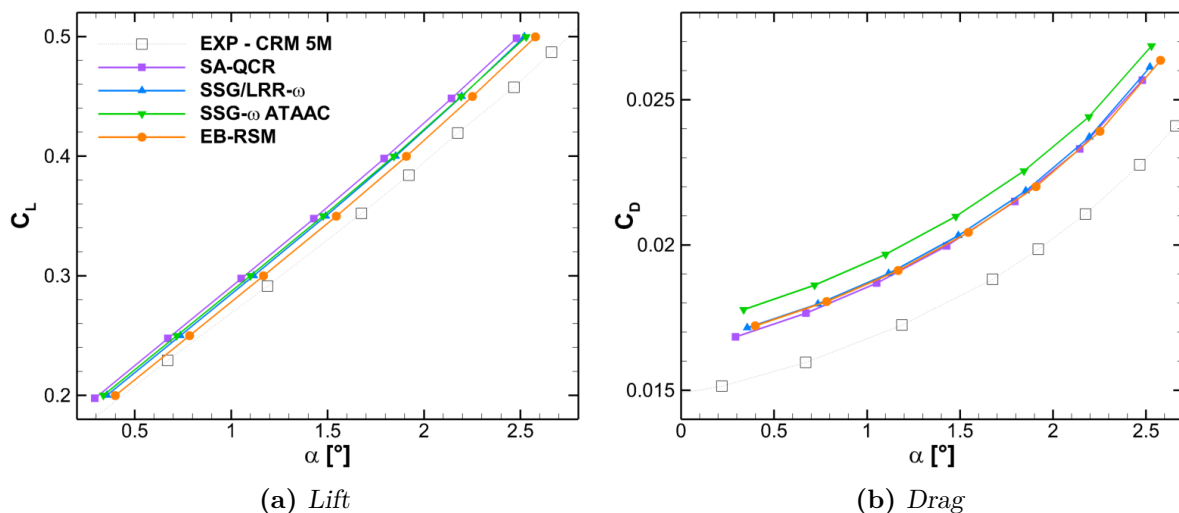 0.5
0.4
0.3
0.2
C_L
EXP - CRM 5M
SA-QCR
SSG/LRR-ω
SSG-ω ATAAC
EB-RSM
0.5 1 1.5 2 2.5
α [°]
(a) Lift
0.025
0.02
0.015
C_D
0 0.5 1 1.5 2 2.5
α [°]
(b) Drag